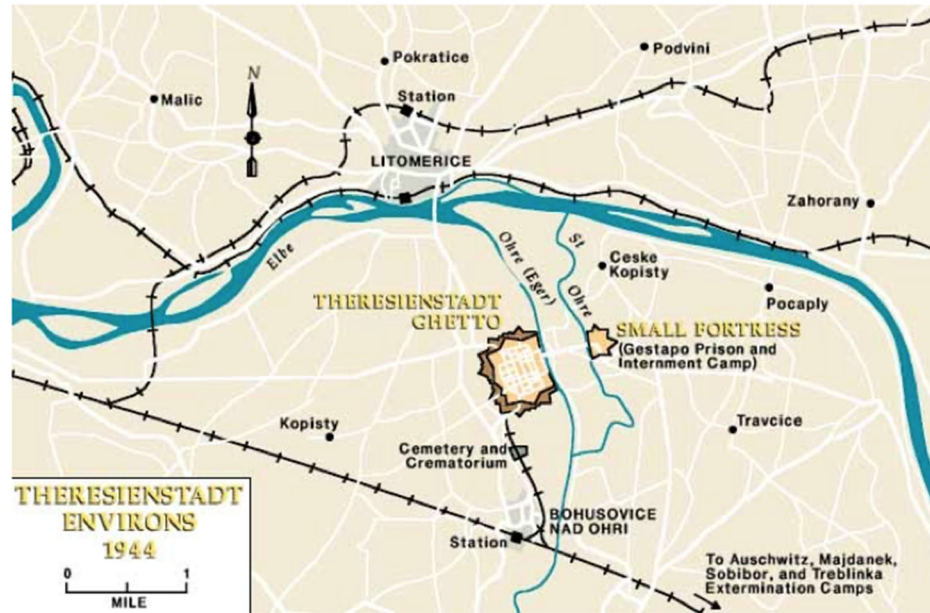 Pokratice
Podvini
N
Station
Malic
LITOMERICE
Zahorany
Elbe
Ohre (Eger)
St
Ohre
Ceske
Kopisty
Pocaply
THERESIENSTADT
GHETTO
SMALL FORTRESS
(Gestapo Prison and
Internment Camp)
Kopisty
Travcice
Cemetery and
Crematorium
THERESIENSTADT
ENVIRONS
1944
0 1
MILE
BOHUSOVICE
NAD OHRI
Station
To Auschwitz, Majdanek,
Sobibor, and Treblinka
Extermination Camps